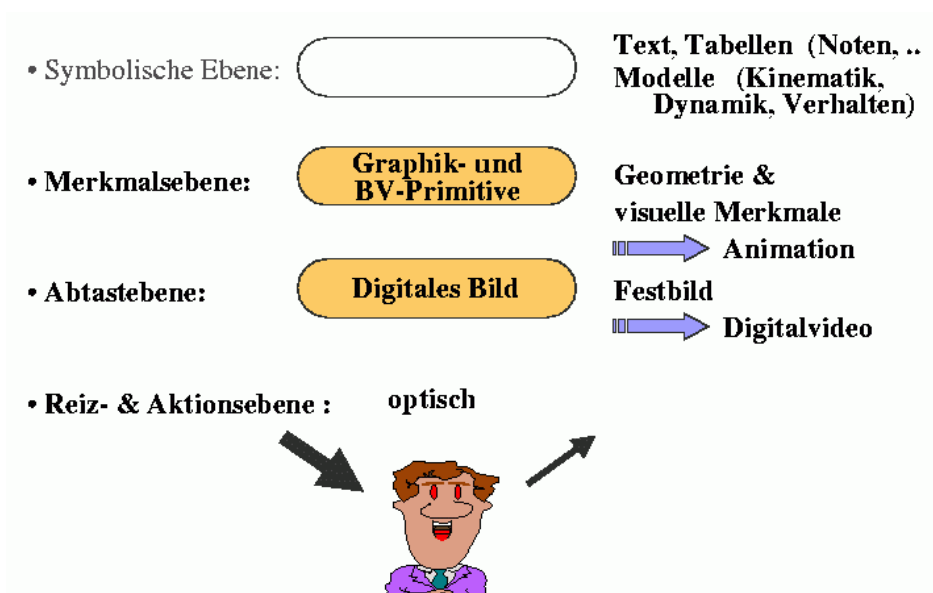 • Symbolische Ebene:
Text, Tabellen (Noten, ..
Modelle (Kinematik,
Dynamik, Verhalten)
• Merkmalsebene:
Graphik- und
BV-Primitive
Geometrie &
visuelle Merkmale
Animation
• Abtastebene:
Digitales Bild
Festbild
Digitalvideo
• Reiz- & Aktionsebene :
optisch